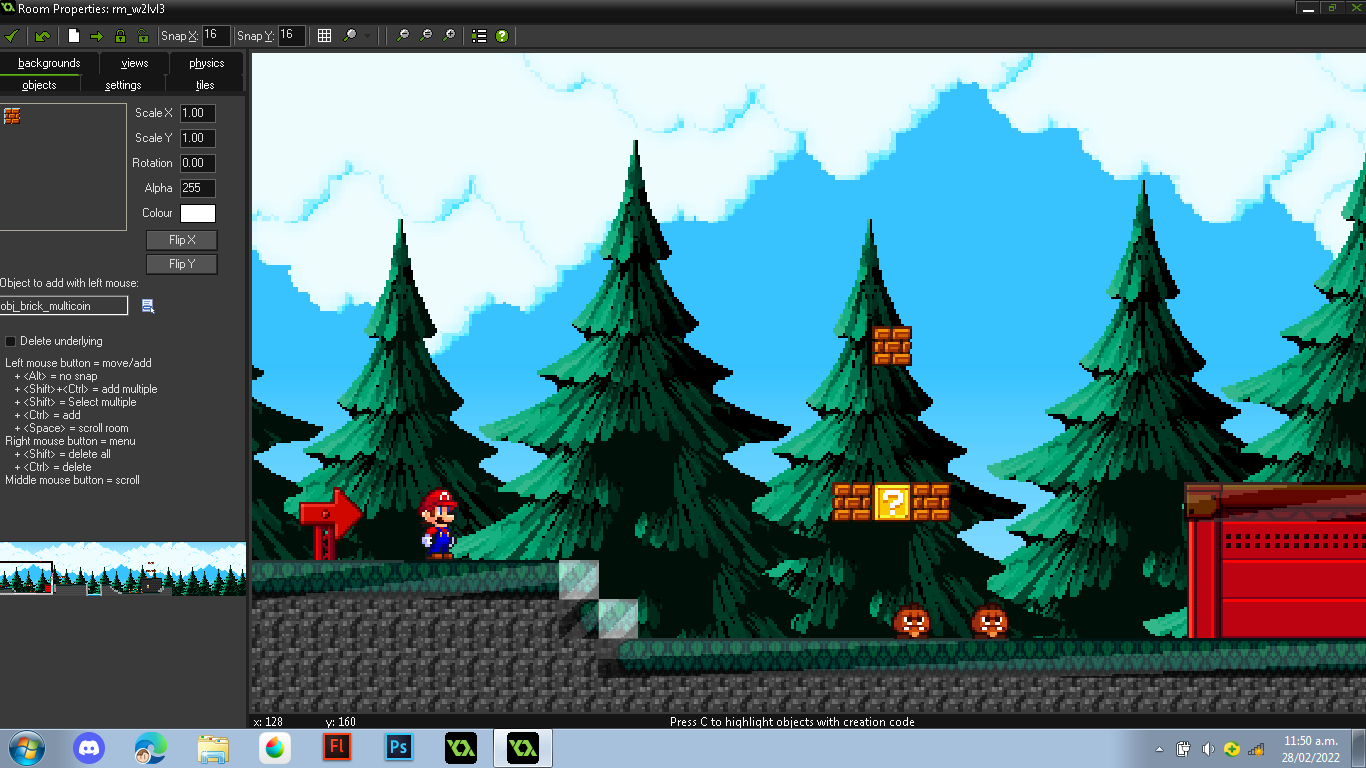 Room Properties: rm_w2lvl3
Snap X: 16 Snap Y: 16
backgrounds views physics
objects settings tiles
Scale X 1.00
Scale Y 1.00
Rotation 0.00
Alpha 255
Colour
Flip X
Flip Y
Object to add with left mouse:
obj_brick_multicoin
Delete underlying
Left mouse button = move/add
+ <Alt> = no snap
+ <Shift>+<Ctrl> = add multiple
+ <Shift> = Select multiple
+ <Ctrl> = add
+ <Space> = scroll room
Right mouse button = menu
+ <Shift> = delete all
+ <Ctrl> = delete
Middle mouse button = scroll
?
M
x: 128 y: 160 Press C to highlight objects with creation code
Fl Ps
11:50 a.m.
28/02/2022